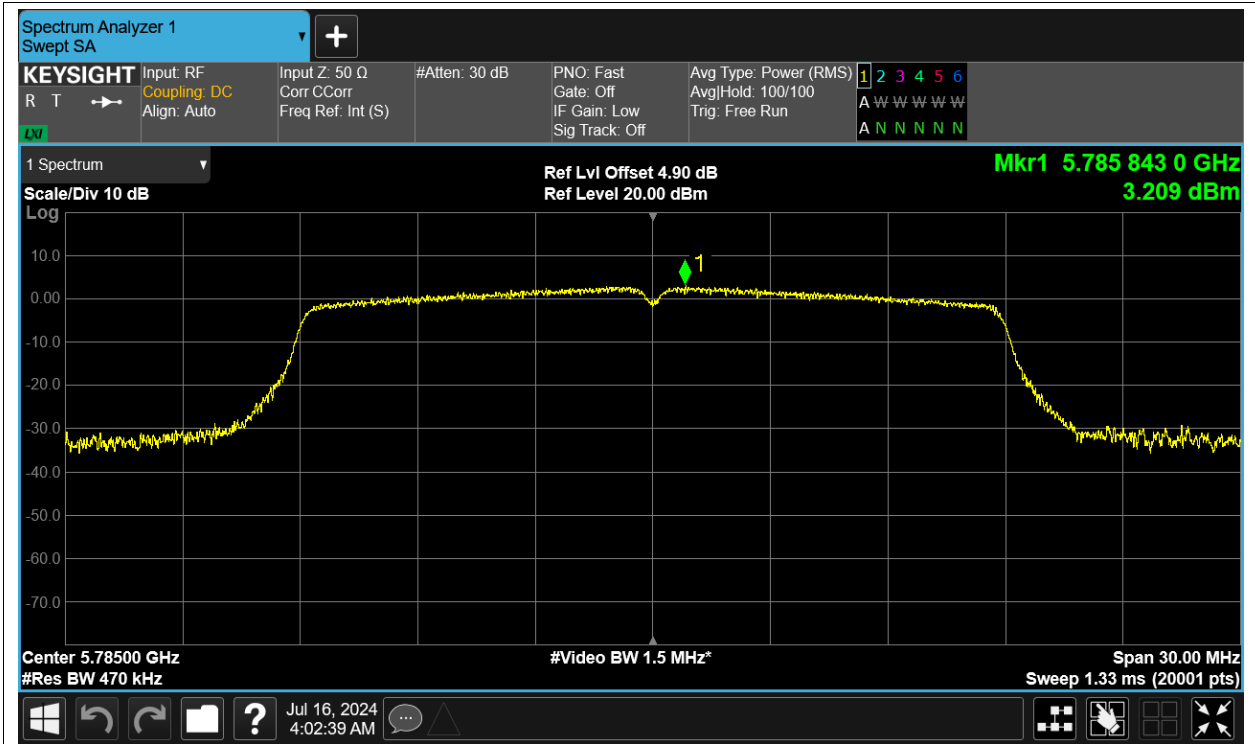 Spectrum Analyzer 1
Swept SA
KEYSIGHT
R T
LXI
Input: RF
Coupling: DC
Align: Auto
Input Z: 50 Ω
Corr CCorr
Freq Ref: Int (S)
#Atten: 30 dB
PNO: Fast
Gate: Off
IF Gain: Low
Sig Track: Off
Avg Type: Power (RMS)
Avg|Hold: 100/100
Trig: Free Run
1 2 3 4 5 6
A W W W W W
A N N N N N
1 Spectrum
Scale/Div 10 dB
Log
Ref Lvl Offset 4.90 dB
Ref Level 20.00 dBm
Mkr1 5.785 843 0 GHz
3.209 dBm
1
10.0
0.00
-10.0
-20.0
-30.0
-40.0
-50.0
-60.0
-70.0
Center 5.78500 GHz
#Res BW 470 kHz
#Video BW 1.5 MHz*
Span 30.00 MHz
Sweep 1.33 ms (20001 pts)
?
Jul 16, 2024
4:02:39 AM